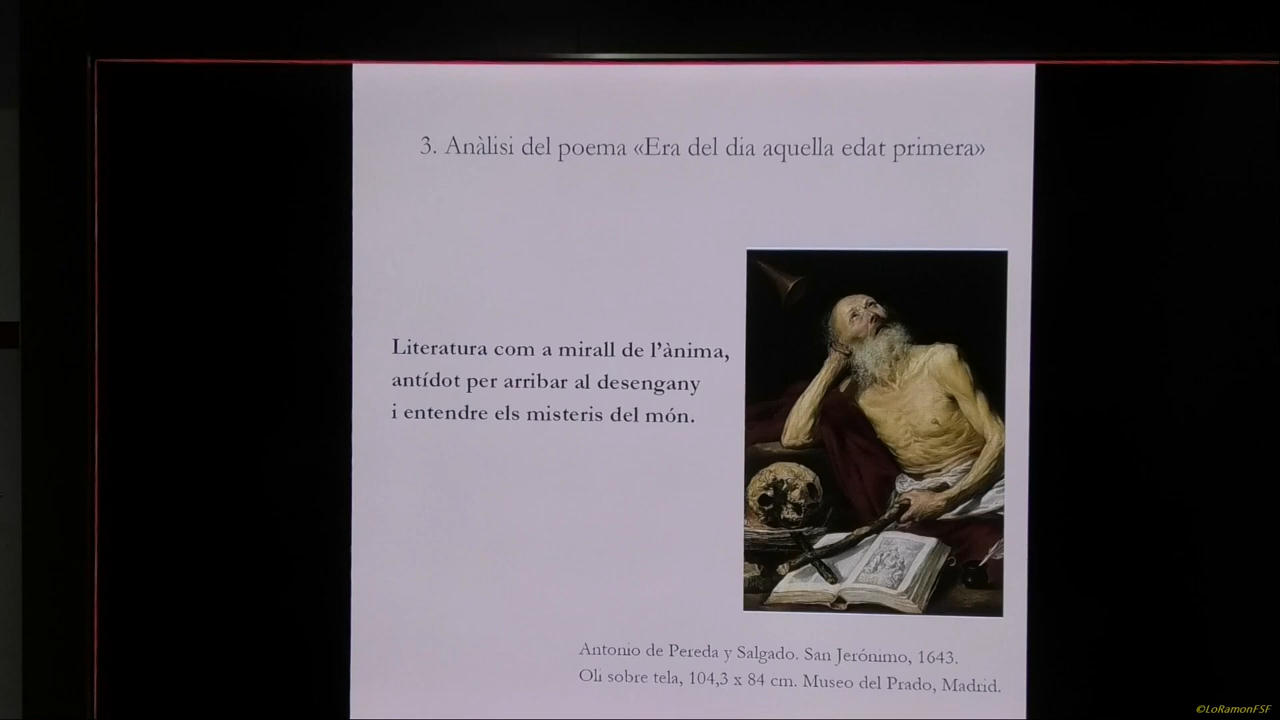 3. Anàlisi del poema «Era del dia aquella edat primera»
Literatura com a mirall de l’ànima,
antídot per arribar al desengany
i entendre els misteris del món.
Antonio de Pereda y Salgado. San Jerónimo, 1643.
Oli sobre tela, 104,3 x 84 cm. Museo del Prado, Madrid.
©LoRamonFSF